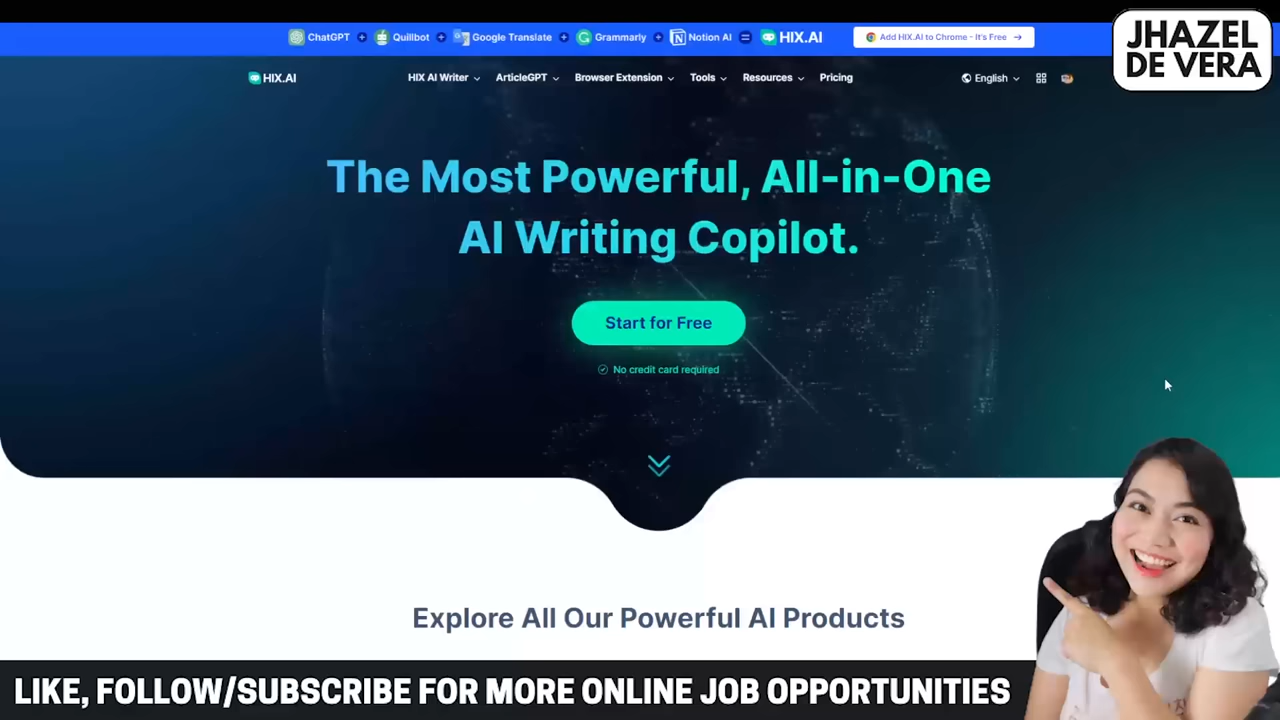 ChatGPT Quillbot Google Translate Grammarly Notion AI HIX.AI Add HIX.AI to Chrome - It's Free →
JHAZEL
DE VERA
HIX.AI HIX AI Writer ArticleGPT Browser Extension Tools Resources Pricing English
The Most Powerful, All-in-One
AI Writing Copilot.
Start for Free
No credit card required
Explore All Our Powerful AI Products
LIKE, FOLLOW/SUBSCRIBE FOR MORE ONLINE JOB OPPORTUNITIES